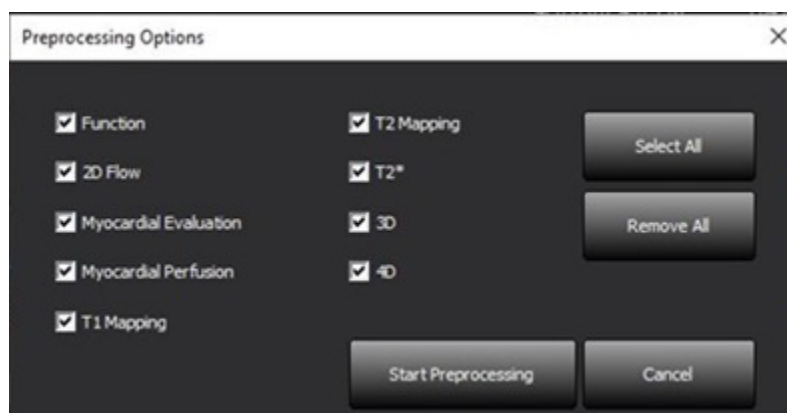 Preprocessing Options
Function
2D Flow
Myocardial Evaluation
Myocardial Perfusion
T1 Mapping
T2 Mapping
T2*
3D
4D
Select All
Remove All
Start Preprocessing
Cancel